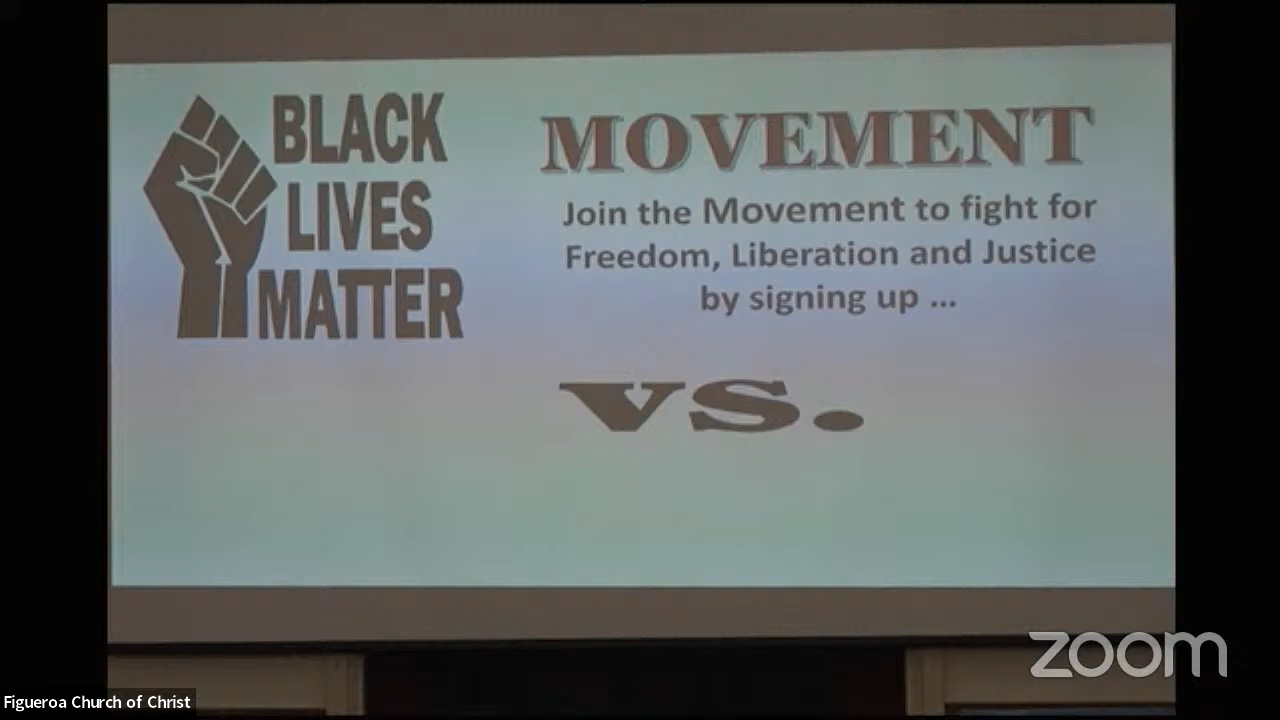 BLACK
LIVES
MATTER
MOVEMENT
Join the Movement to fight for
Freedom, Liberation and Justice
by signing up ...
VS.
zoom
Figueroa Church of Christ